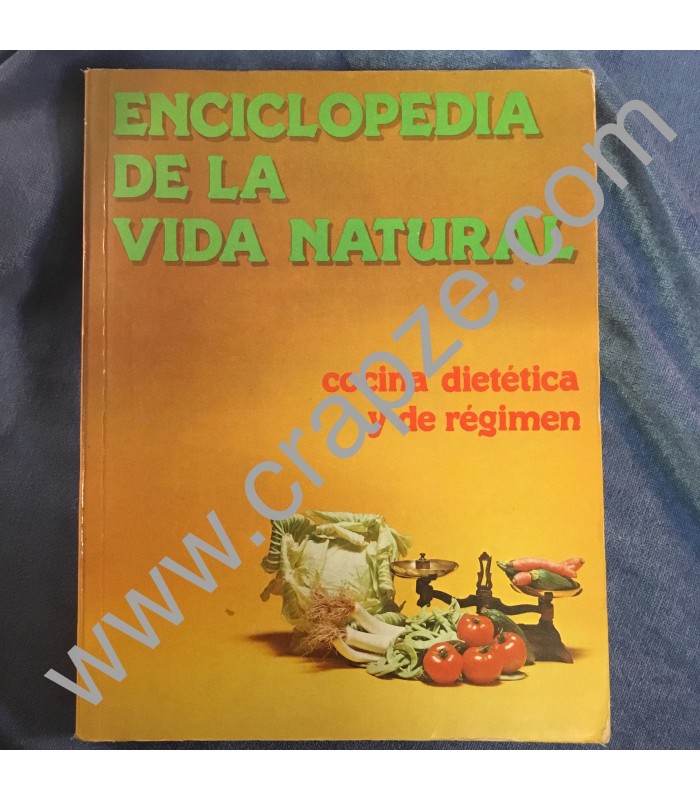 ENCICLOPEDIA
DE LA
VIDA NATURAL
cocina dietética
y de régimen
www.crapze.com